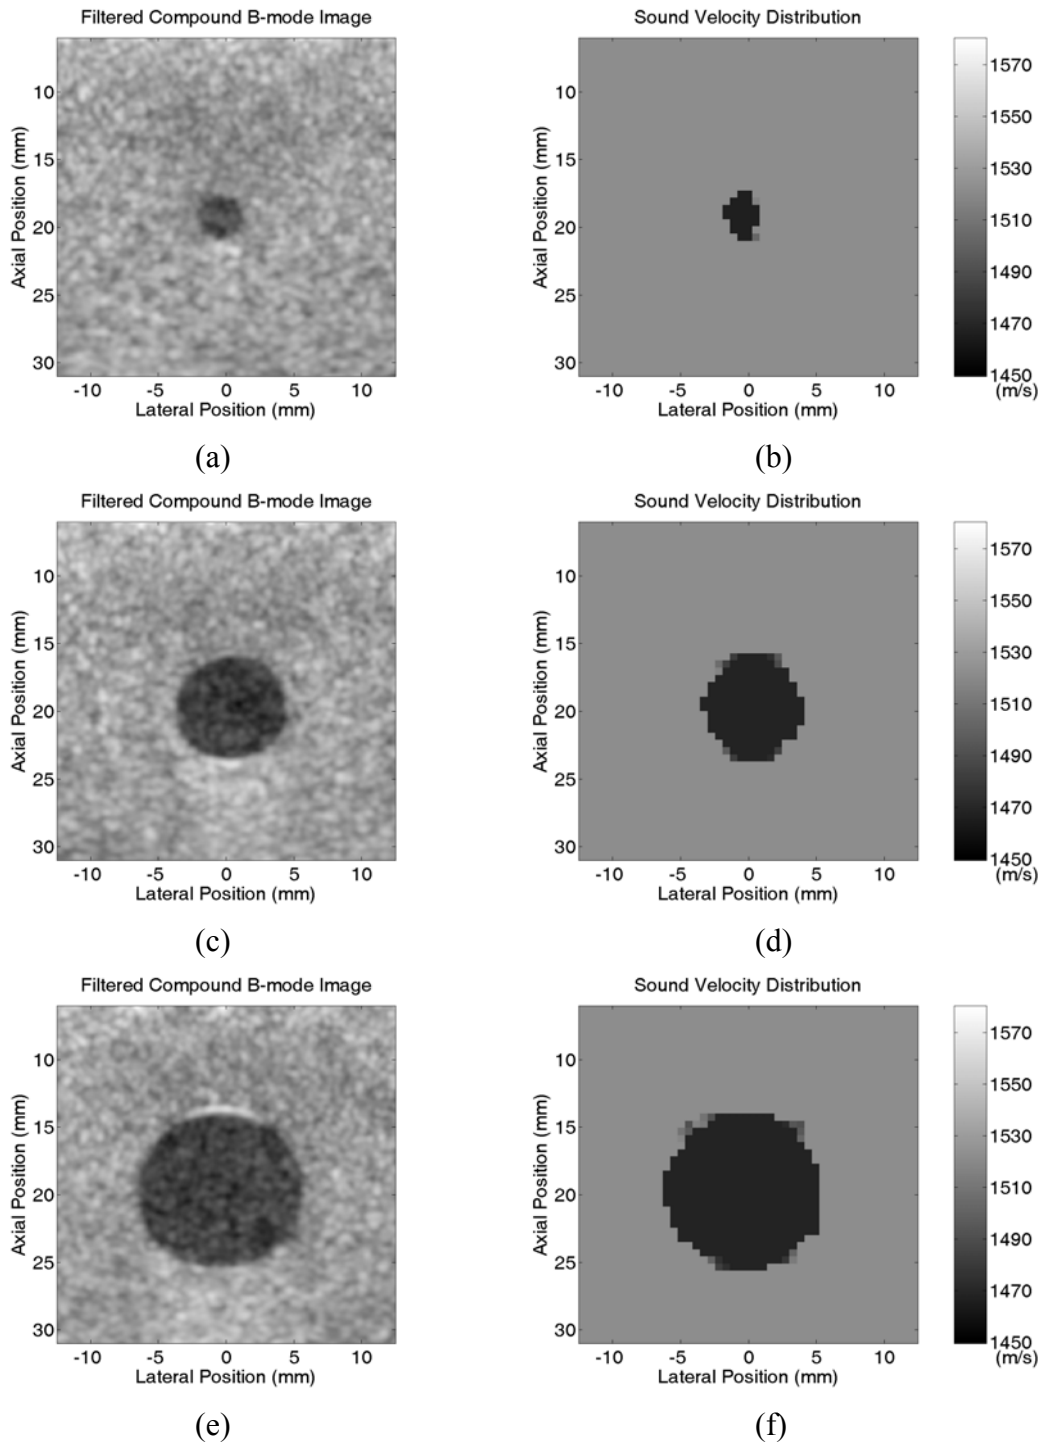 Filtered Compound B-mode Image
Sound Velocity Distribution
Axial Position (mm)
10
15
20
25
30
-10 -5 0 5 10
Lateral Position (mm)
Axial Position (mm)
10
15
20
25
30
-10 -5 0 5 10
Lateral Position (mm)
1570
1550
1530
1510
1490
1470
1450
(m/s)
(a)
(b)
Filtered Compound B-mode Image
Sound Velocity Distribution
Axial Position (mm)
10
15
20
25
30
-10 -5 0 5 10
Lateral Position (mm)
Axial Position (mm)
10
15
20
25
30
-10 -5 0 5 10
Lateral Position (mm)
1570
1550
1530
1510
1490
1470
1450
(m/s)
(c)
(d)
Filtered Compound B-mode Image
Sound Velocity Distribution
Axial Position (mm)
10
15
20
25
30
-10 -5 0 5 10
Lateral Position (mm)
Axial Position (mm)
10
15
20
25
30
-10 -5 0 5 10
Lateral Position (mm)
1570
1550
1530
1510
1490
1470
1450
(m/s)
(e)
(f)